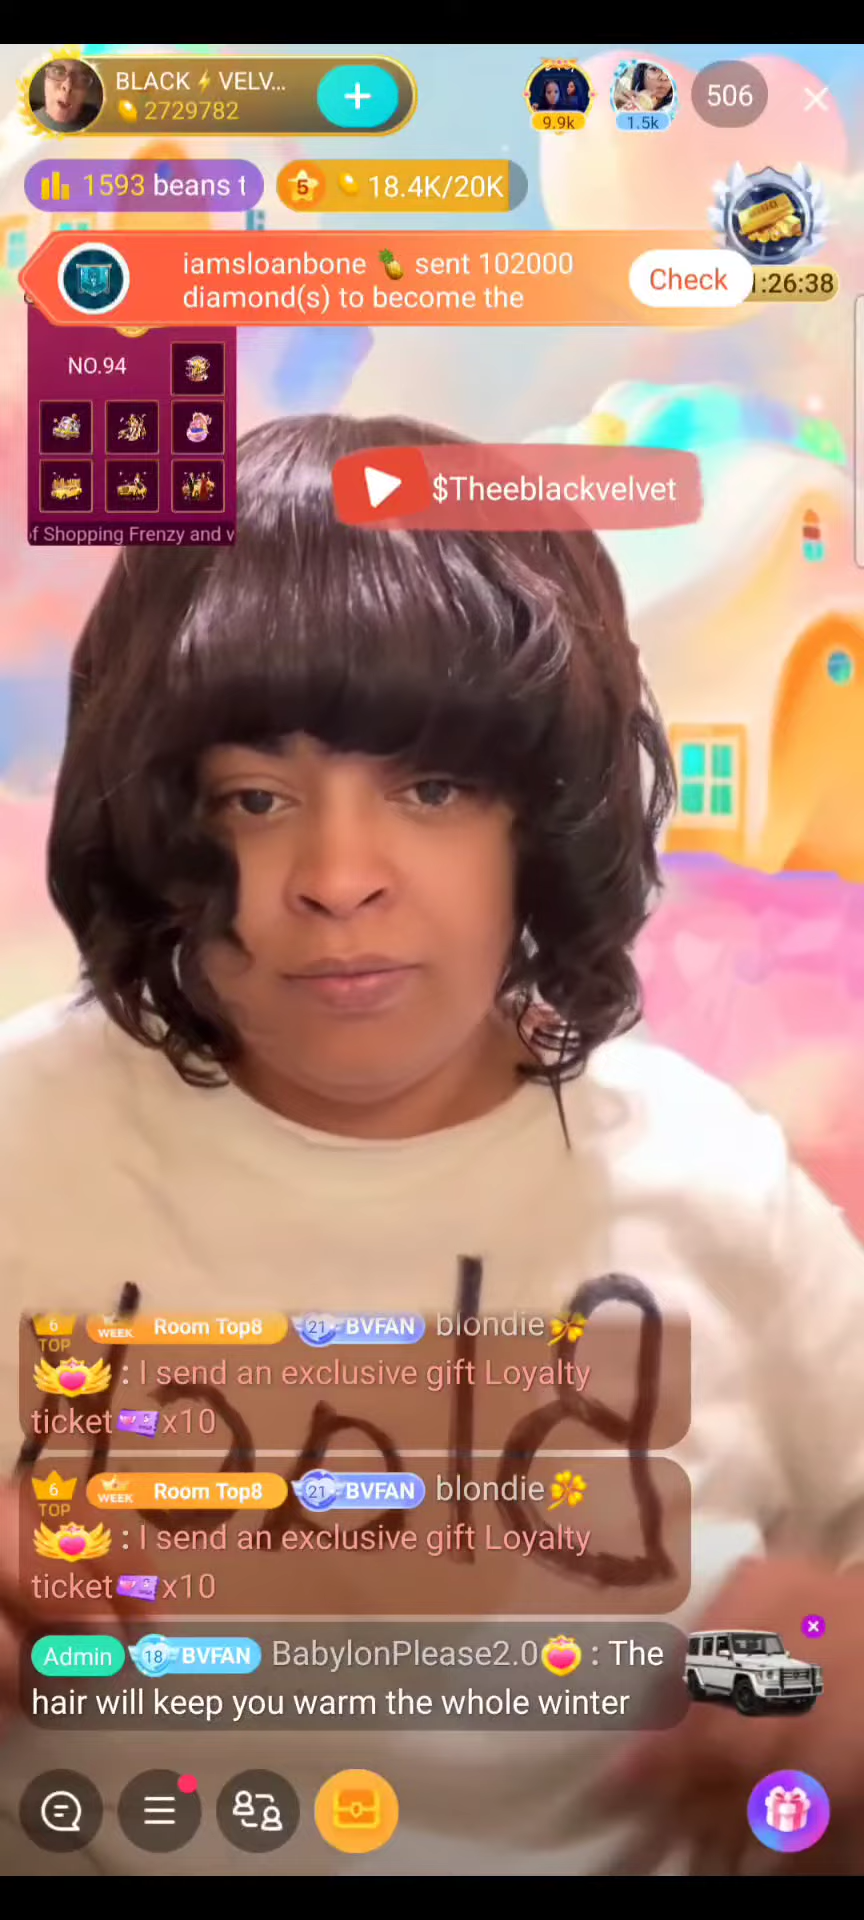 BLACK⚡VELV...
2729782
9.9k
1.5k
506
1593 beans t
5
18.4K/20K
iamsloanbone 🍍 sent 102000
diamond(s) to become the
Check
1:26:38
NO.94
of Shopping Frenzy and v
$Theeblackvelvet
6 TOP WEEK Room Top8 21 BVFAN blondie
: I send an exclusive gift Loyalty
ticket x10
6 TOP WEEK Room Top8 21 BVFAN blondie
: I send an exclusive gift Loyalty
ticket x10
Admin 18 BVFAN BabylonPlease2.0 : The
hair will keep you warm the whole winter